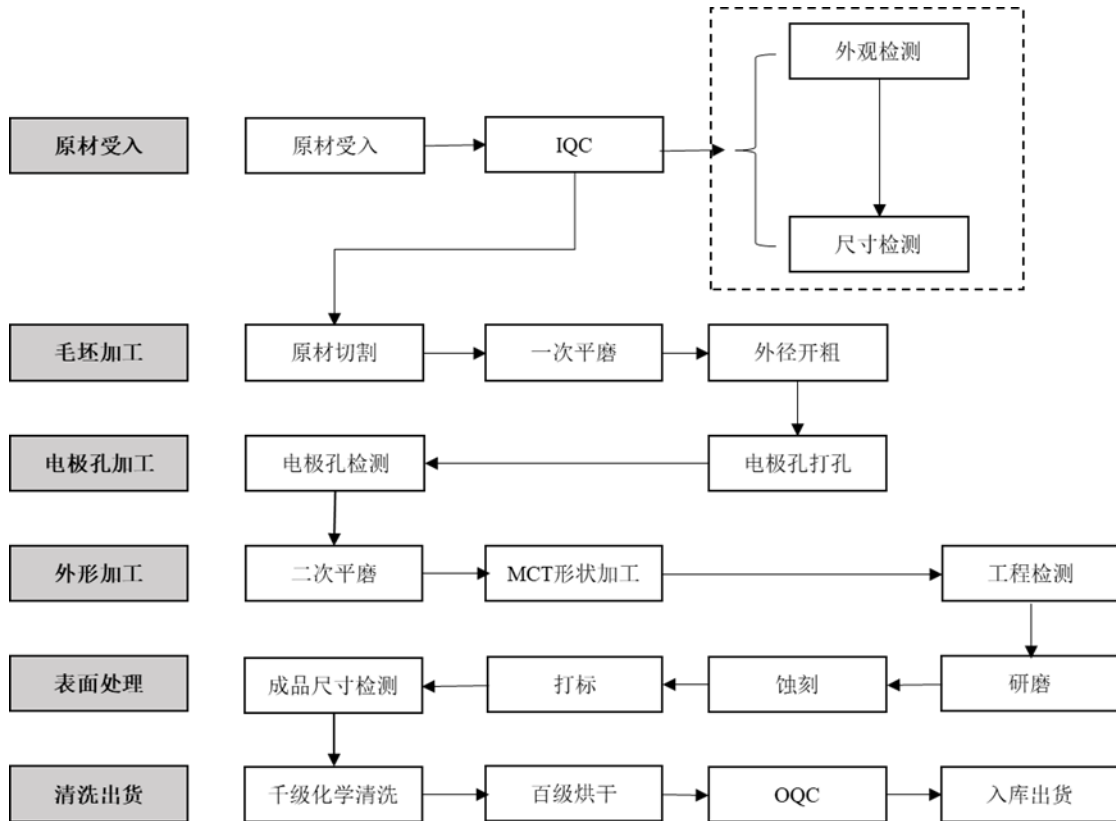 外观检测
原材受入
原材受入
IQC
尺寸检测
毛坯加工
原材切割
一次平磨
外径开粗
电极孔加工
电极孔检测
电极孔打孔
外形加工
二次平磨
MCT形状加工
工程检测
表面处理
成品尺寸检测
打标
蚀刻
研磨
清洗出货
千级化学清洗
百级烘干
OQC
入库出货